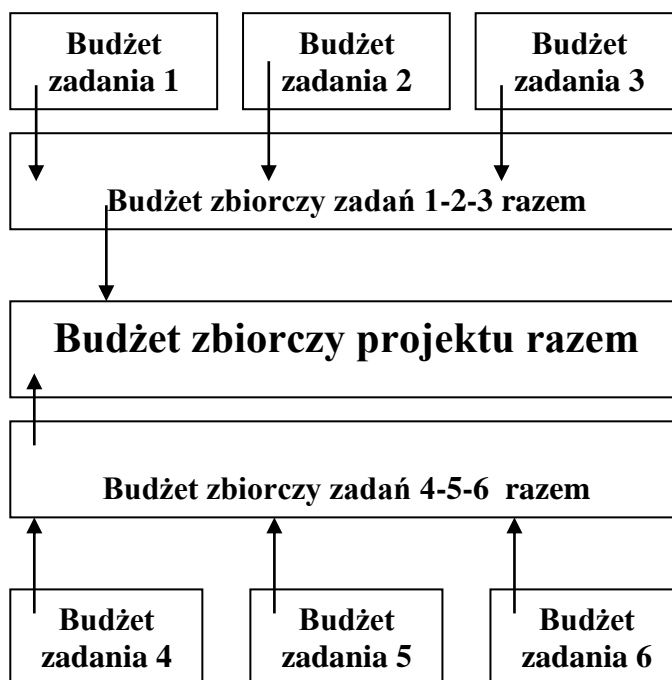 Budżet
zadania 1
Budżet
zadania 2
Budżet
zadania 3
Budżet zbiorczy zadań 1-2-3 razem
Budżet zbiorczy projektu razem
Budżet zbiorczy zadań 4-5-6 razem
Budżet
zadania 4
Budżet
zadania 5
Budżet
zadania 6